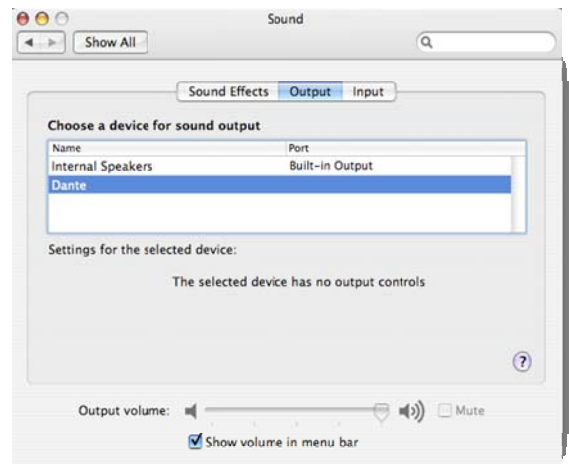 Sound
Show All
Sound Effects Output Input
Choose a device for sound output
Name Port
Internal Speakers Built-in Output
Dante
Settings for the selected device:
The selected device has no output controls
?
Output volume: Mute
Show volume in menu bar